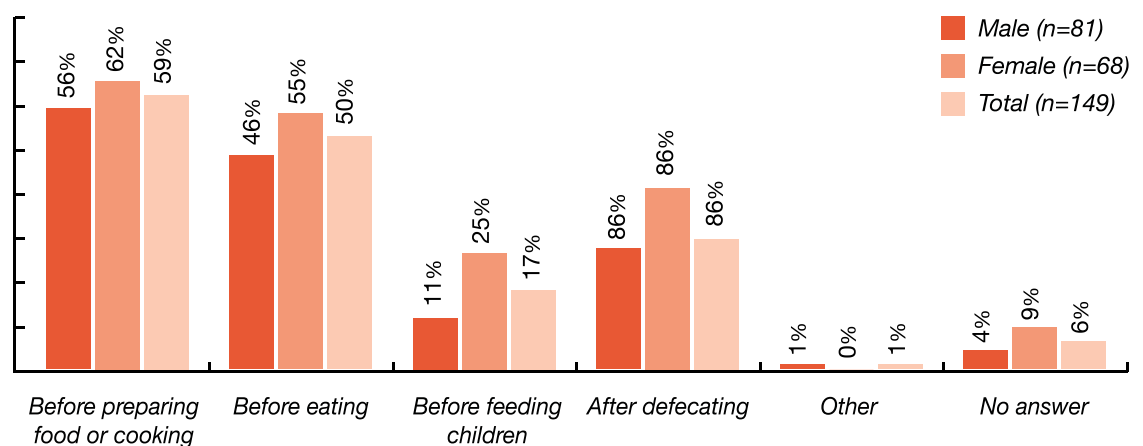 Male (n=81)
Female (n=68)
Total (n=149)
56%
62%
59%
46%
55%
50%
11%
25%
17%
86%
86%
86%
1%
0%
1%
4%
9%
6%
Before preparing
food or cooking
Before eating
Before feeding
children
After defecating
Other
No answer